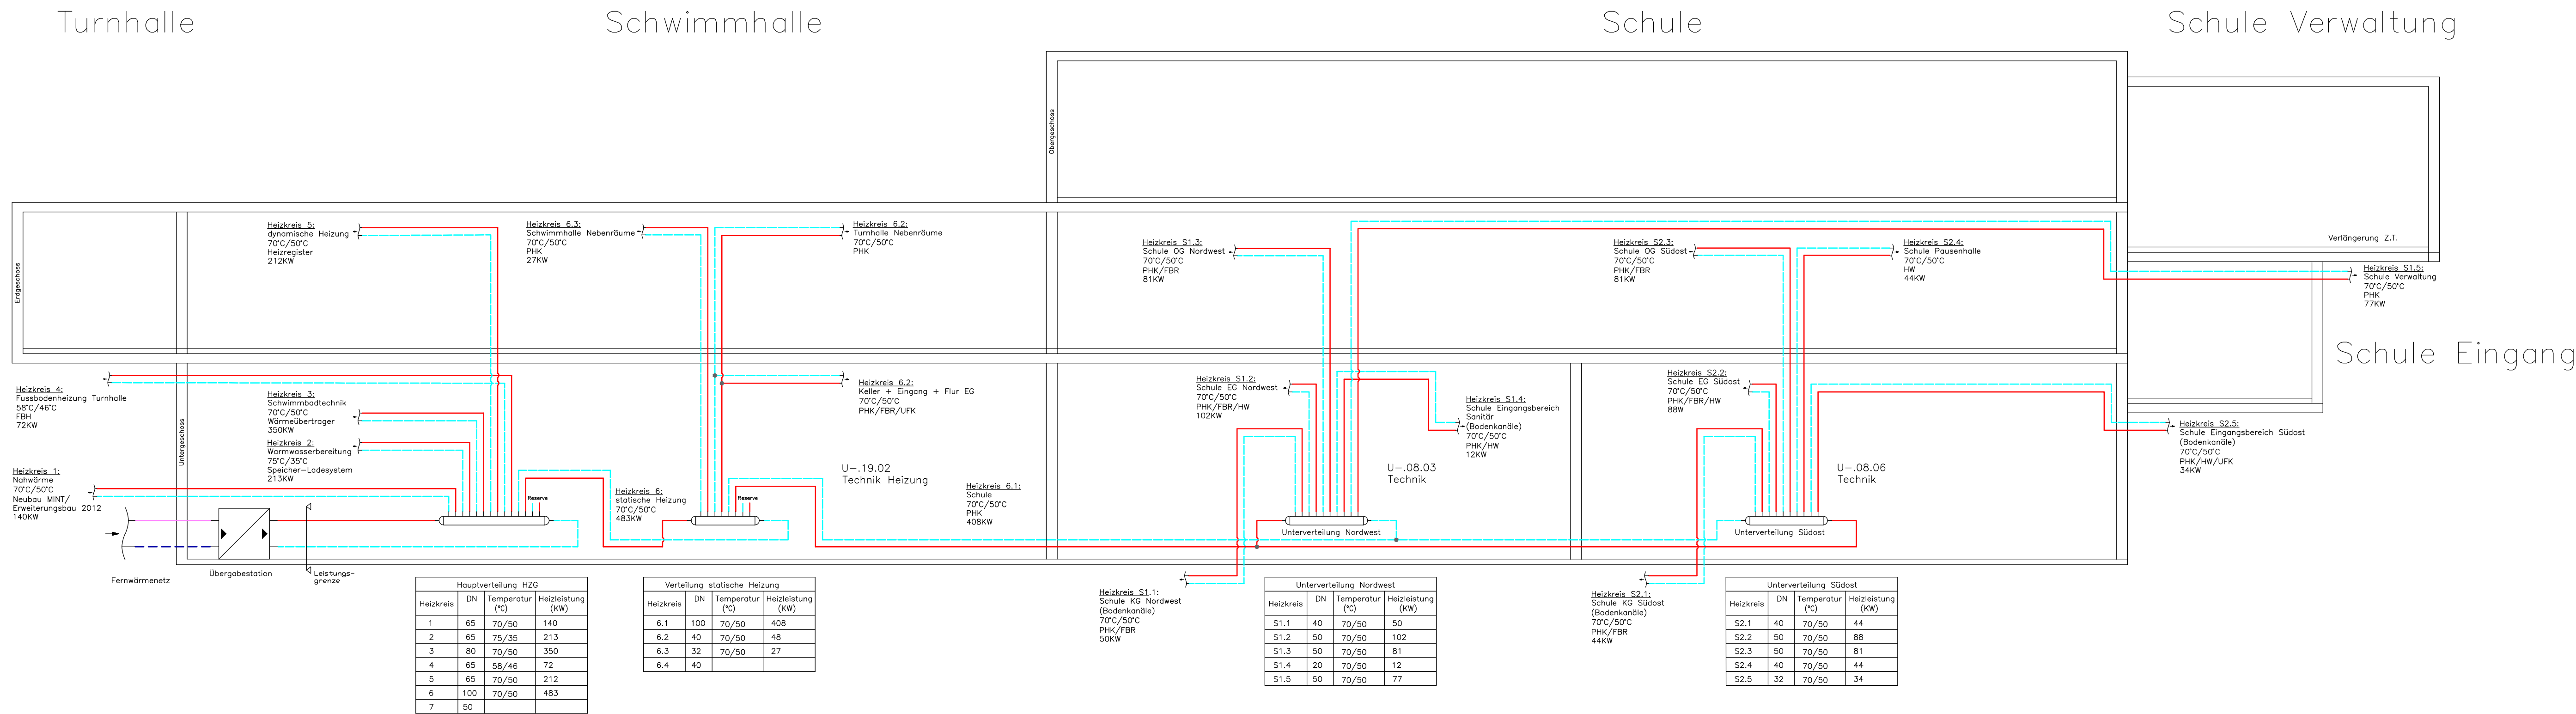 Turnhalle
Schwimmhalle
Schule
Schule Verwaltung
Obergeschoss
Erdgeschoss
Untergeschoss
Heizkreis 5:
dynamische Heizung
70°C/50°C
Heizregister
212KW
Heizkreis 6.3:
Schwimmhalle Nebenräume
70°C/50°C
PHK
27KW
Heizkreis 6.2:
Turnhalle Nebenräume
70°C/50°C
PHK
Heizkreis S1.3:
Schule OG Nordwest
70°C/50°C
PHK/FBR
81KW
Heizkreis S2.3:
Schule OG Südost
70°C/50°C
PHK/FBR
81KW
Heizkreis S2.4:
Schule Pausenhalle
70°C/50°C
HW
44KW
Verlängerung Z.T.
Heizkreis S1.5:
Schule Verwaltung
70°C/50°C
PHK
77KW
Schule Eingang
Heizkreis 4:
Fussbodenheizung Turnhalle
58°C/46°C
FBH
72KW
Heizkreis 3:
Schwimmbadtechnik
70°C/50°C
Wärmeübertrager
350KW
Heizkreis 2:
Warmwasserbereitung
75°C/35°C
Speicher-Ladesystem
213KW
Heizkreis 1:
Nahwärme
70°C/50°C
Neubau MINT/
Erweiterungsbau 2012
140KW
Heizkreis 6.2:
Keller + Eingang + Flur EG
70°C/50°C
PHK/FBR/UFK
Heizkreis S1.2:
Schule EG Nordwest
70°C/50°C
PHK/FBR/HW
102KW
Heizkreis S1.4:
Schule Eingangsbereich
Sanitär
(Bodenkanäle)
70°C/50°C
PHK/HW
12KW
Heizkreis S2.2:
Schule EG Südost
70°C/50°C
PHK/FBR/HW
88W
Heizkreis S2.5:
Schule Eingangsbereich Südost
(Bodenkanäle)
70°C/50°C
PHK/HW/UFK
34KW
Reserve
Heizkreis 6:
statische Heizung
70°C/50°C
483KW
Reserve
U-.19.02
Technik Heizung
Heizkreis 6.1:
Schule
70°C/50°C
PHK
408KW
U-.08.03
Technik
U-.08.06
Technik
Unterverteilung Nordwest
Unterverteilung Südost
Fernwärmenetz
Übergabestation
Leistungs-
grenze
Heizkreis S1.1:
Schule KG Nordwest
(Bodenkanäle)
70°C/50°C
PHK/FBR
50KW
Heizkreis S2.1:
Schule KG Südost
(Bodenkanäle)
70°C/50°C
PHK/FBR
44KW
Hauptverteilung HZG
Heizkreis DN Temperatur (°C) Heizleistung (KW)
1 65 70/50 140
2 65 75/35 213
3 80 70/50 350
4 65 58/46 72
5 65 70/50 212
6 100 70/50 483
7 50
Verteilung statische Heizung
Heizkreis DN Temperatur (°C) Heizleistung (KW)
6.1 100 70/50 408
6.2 40 70/50 48
6.3 32 70/50 27
6.4 40
Unterverteilung Nordwest
Heizkreis DN Temperatur (°C) Heizleistung (KW)
S1.1 40 70/50 50
S1.2 50 70/50 102
S1.3 50 70/50 81
S1.4 20 70/50 12
S1.5 50 70/50 77
Unterverteilung Südost
Heizkreis DN Temperatur (°C) Heizleistung (KW)
S2.1 40 70/50 44
S2.2 50 70/50 88
S2.3 50 70/50 81
S2.4 40 70/50 44
S2.5 32 70/50 34